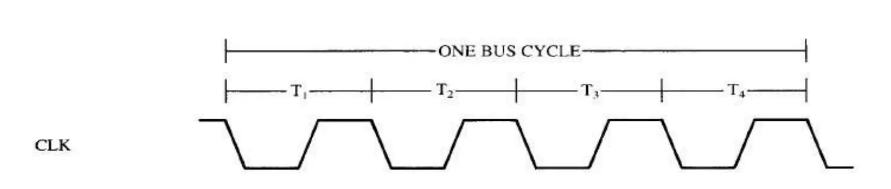 ONE BUS CYCLE
T₁ T₂ T₃ T₄
CLK